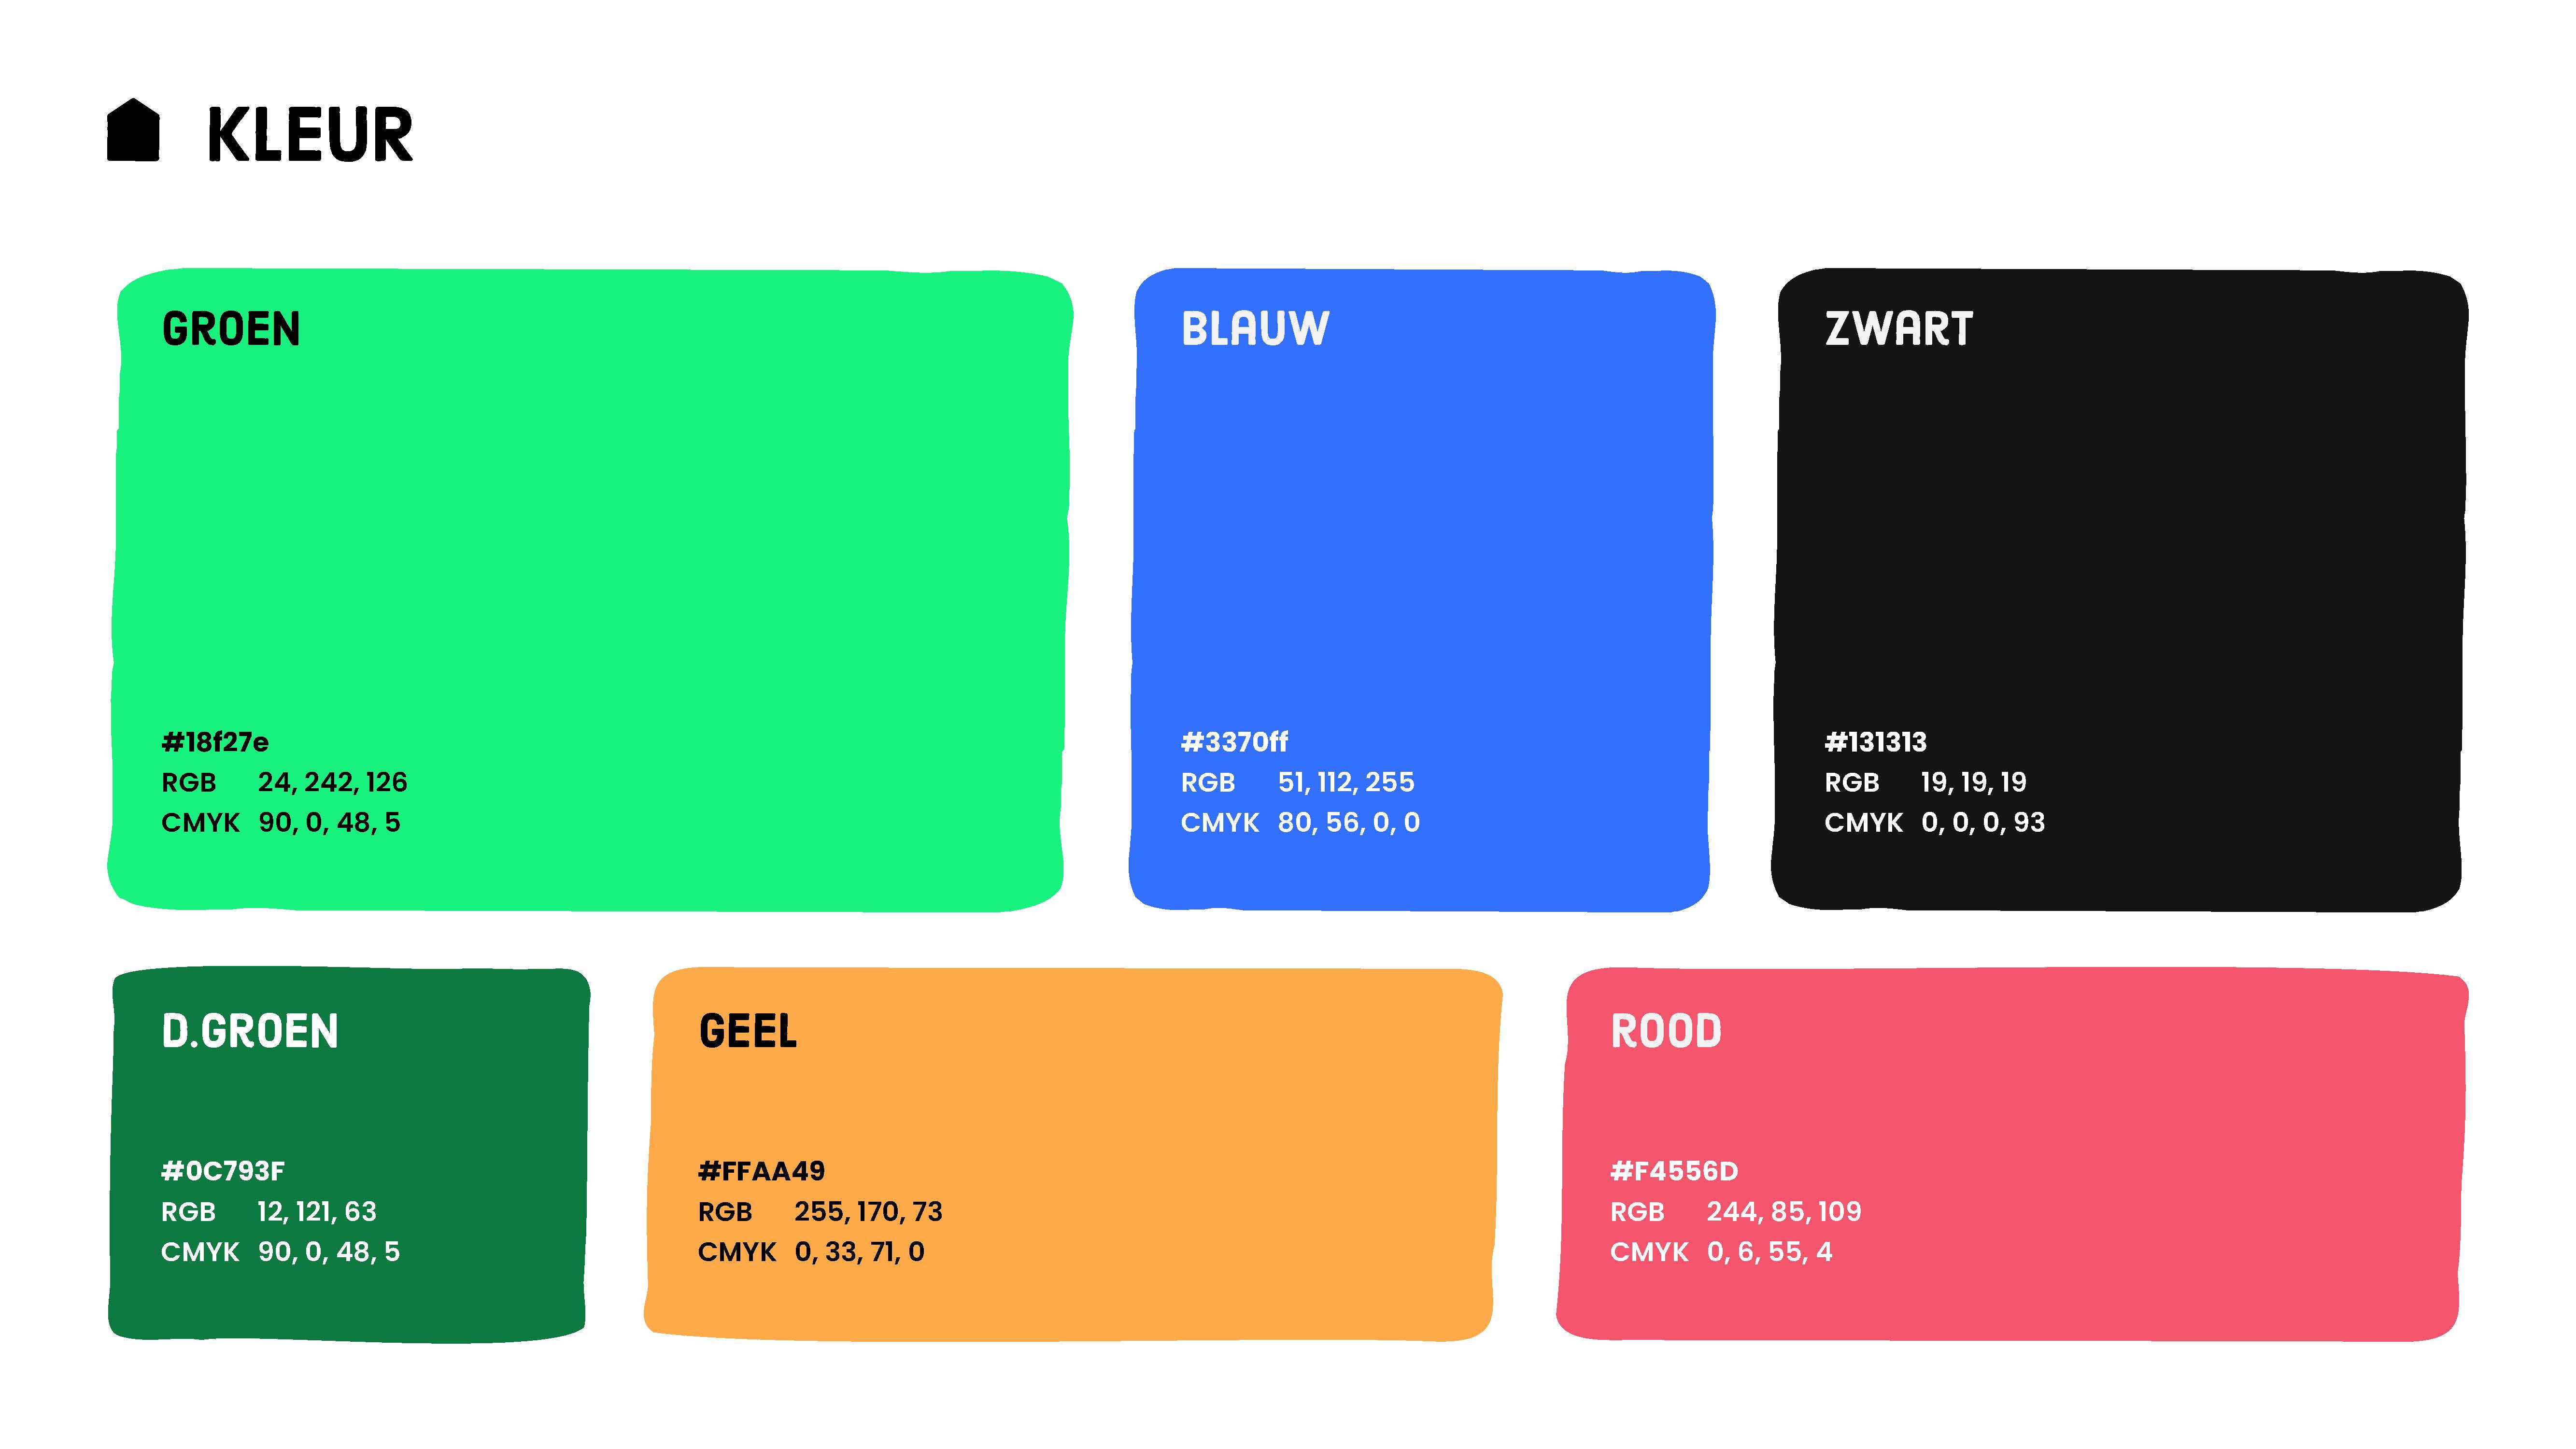 KLEUR
GROEN
#18f27e
RGB 24, 242, 126
CMYK 90, 0, 48, 5
BLAUW
#3370ff
RGB 51, 112, 255
CMYK 80, 56, 0, 0
ZWART
#131313
RGB 19, 19, 19
CMYK 0, 0, 0, 93
D.GROEN
#0C793F
RGB 12, 121, 63
CMYK 90, 0, 48, 5
GEEL
#FFAA49
RGB 255, 170, 73
CMYK 0, 33, 71, 0
ROOD
#F4556D
RGB 244, 85, 109
CMYK 0, 6, 55, 4